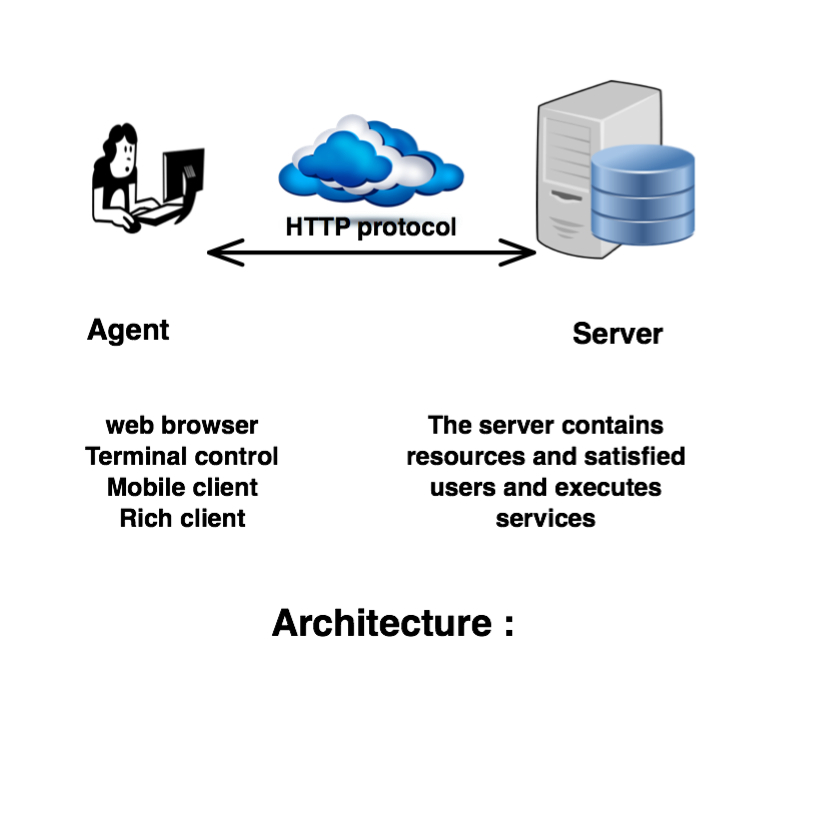 HTTP protocol
Agent
Server
web browser
Terminal control
Mobile client
Rich client
The server contains
resources and satisfied
users and executes
services
Architecture :